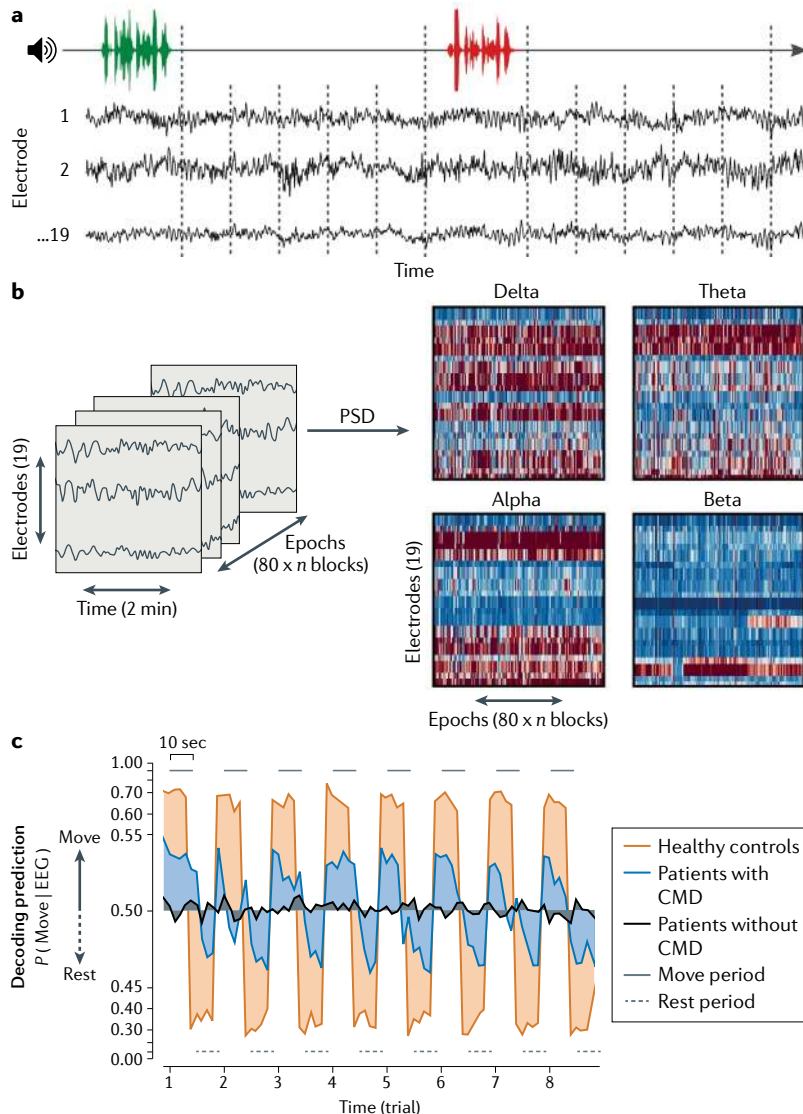 a
Electrode
1
2
...19
Time
b
Electrodes (19)
Time (2 min)
Epochs
(80 x n blocks)
PSD
Delta
Theta
Alpha
Beta
Electrodes (19)
Epochs (80 x n blocks)
c
10 sec
Decoding prediction
P(Move|EEG)
Move
Rest
1.00
0.70
0.55
0.50
0.45
0.40
0.30
0.00
1 2 3 4 5 6 7 8
Time (trial)
Healthy controls
Patients with
CMD
Patients without
CMD
Move period
Rest period